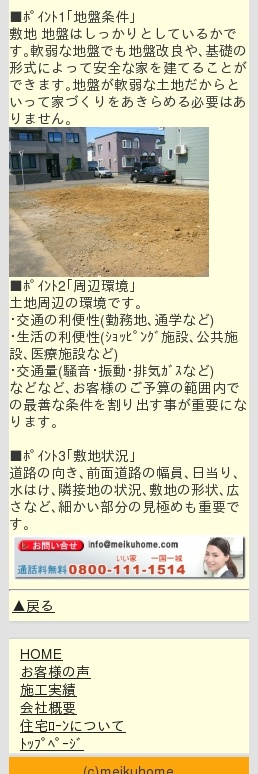 ■ﾎﾟｲﾝﾄ1｢地盤条件｣
敷地 地盤はしっかりとしているかで
す｡軟弱な地盤でも地盤改良や､基礎の
形式によって安全な家を建てることが
できます｡地盤が軟弱な土地だからと
いって家づくりをあきらめる必要はあ
りません｡
■ﾎﾟｲﾝﾄ2｢周辺環境｣
土地周辺の環境です｡
･交通の利便性(勤務地､通学など)
･生活の利便性(ｼｮｯﾋﾟﾝｸﾞ施設､公共施
設､医療施設など)
･交通量(騒音･振動･排気ｶﾞｽなど)
などなど､お客様のご予算の範囲内で
の最善な条件を割り出す事が重要にな
ります｡
■ﾎﾟｲﾝﾄ3｢敷地状況｣
道路の向き､前面道路の幅員､日当り､
水はけ､隣接地の状況､敷地の形状､広
さなど､細かい部分の見極めも重要で
す｡
お問い合せ info@meikuhome.com
いい家 一国一城
通話料無料 0800-111-1514
▲戻る
HOME
お客様の声
施工実績
会社概要
住宅ﾛｰﾝについて
ﾄｯﾌﾟﾍﾟｰｼﾞ
(c)meikuhome